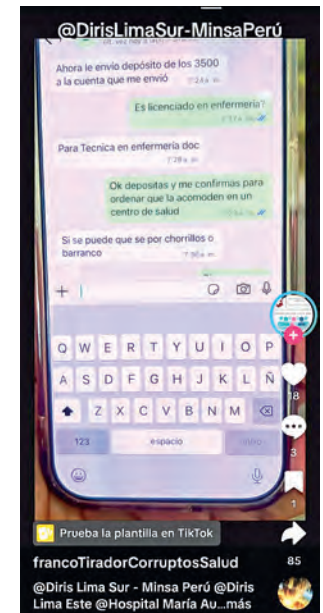 @DirisLimaSur-MinsaPerú
Ahora le envio depósito de los 3500
a la cuenta que me envió
Es licenciado en enfermería?
Para Tecnica en enfermería doc
Ok depositas y me confirmas para
ordenar que la acomoden en un
centro de salud
Si se puede que se por chorrillos o
barranco
Q W E R T Y U I O P
A S D F G H J K L Ñ
Z X C V B N M
123 espacio
18
3
1
Prueba la plantilla en TikTok
francoTiradorCorruptosSalud
85
@Diris Lima Sur - Minsa Perú @Diris
Lima Este @Hospital María Au...más